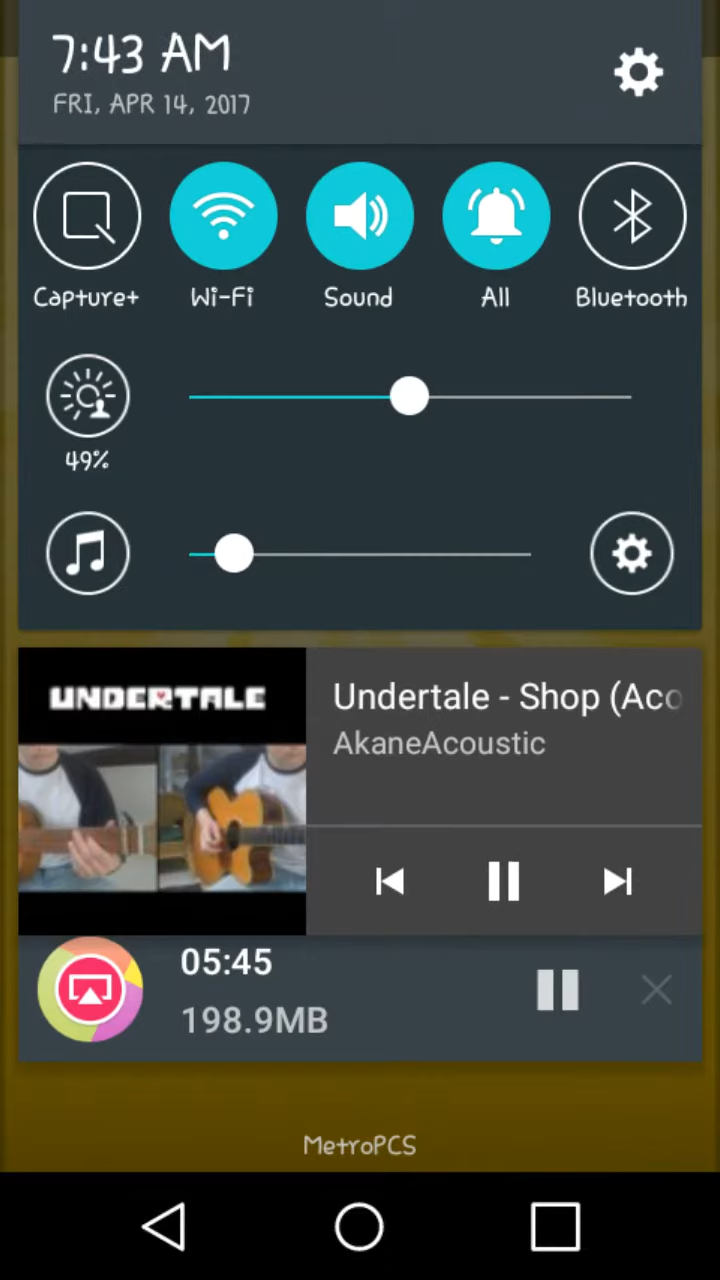 7:43 AM
FRI, APR 14, 2017
Capture+
Wi-Fi
Sound
All
Bluetooth
49%
UNDERTALE
Undertale - Shop (Aco
AkaneAcoustic
05:45
198.9MB
MetroPCS